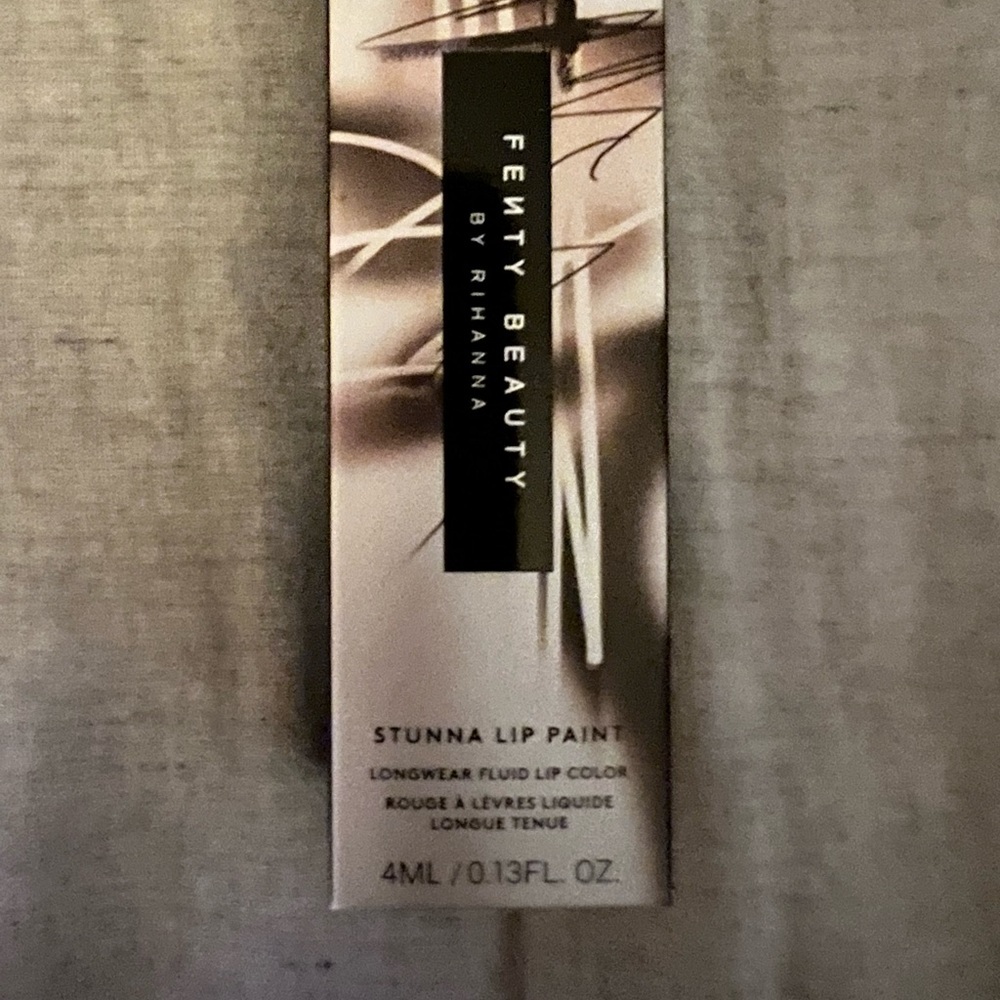 FENTY BEAUTY
BY RIHANNA
STUNNA LIP PAINT
LONGWEAR FLUID LIP COLOR
ROUGE À LÈVRES LIQUIDE
LONGUE TENUE
4ML / 0.13FL. OZ.